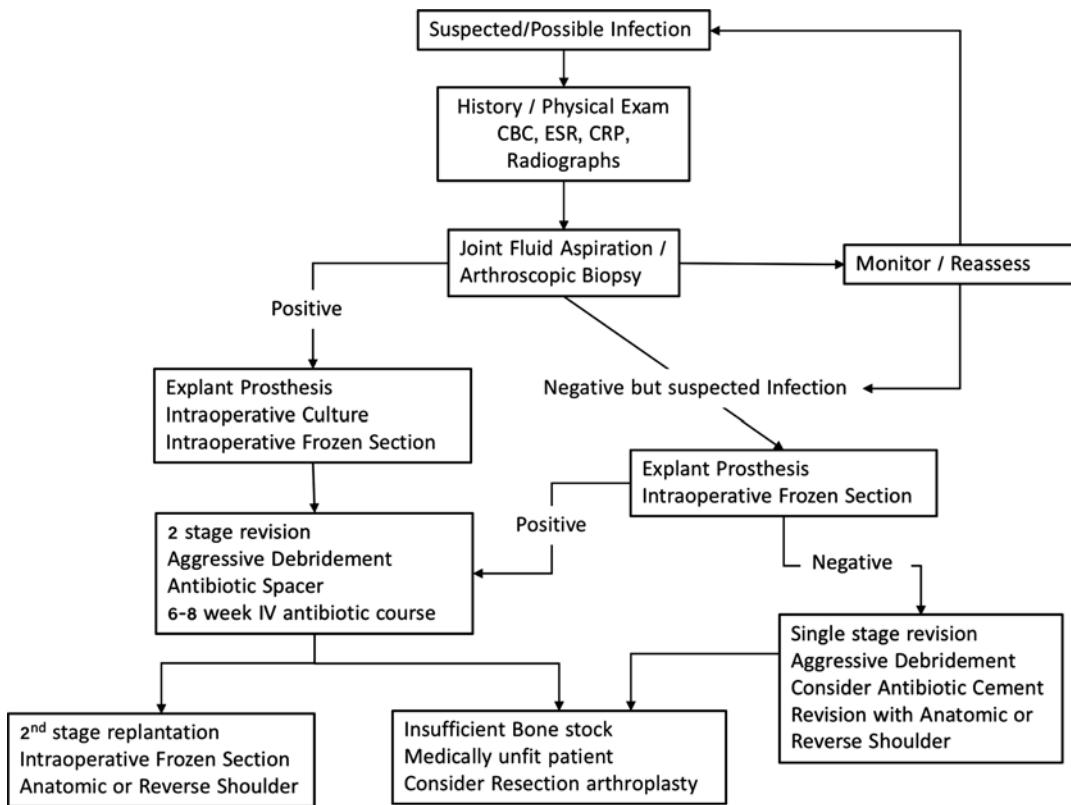 Suspected/Possible Infection
History / Physical Exam
CBC, ESR, CRP,
Radiographs
Joint Fluid Aspiration /
Arthroscopic Biopsy
Monitor / Reassess
Positive
Negative but suspected Infection
Explant Prosthesis
Intraoperative Culture
Intraoperative Frozen Section
Explant Prosthesis
Intraoperative Frozen Section
Positive
Negative
2 stage revision
Aggressive Debridement
Antibiotic Spacer
6-8 week IV antibiotic course
Single stage revision
Aggressive Debridement
Consider Antibiotic Cement
Revision with Anatomic or
Reverse Shoulder
2nd stage replantation
Intraoperative Frozen Section
Anatomic or Reverse Shoulder
Insufficient Bone stock
Medically unfit patient
Consider Resection arthroplasty